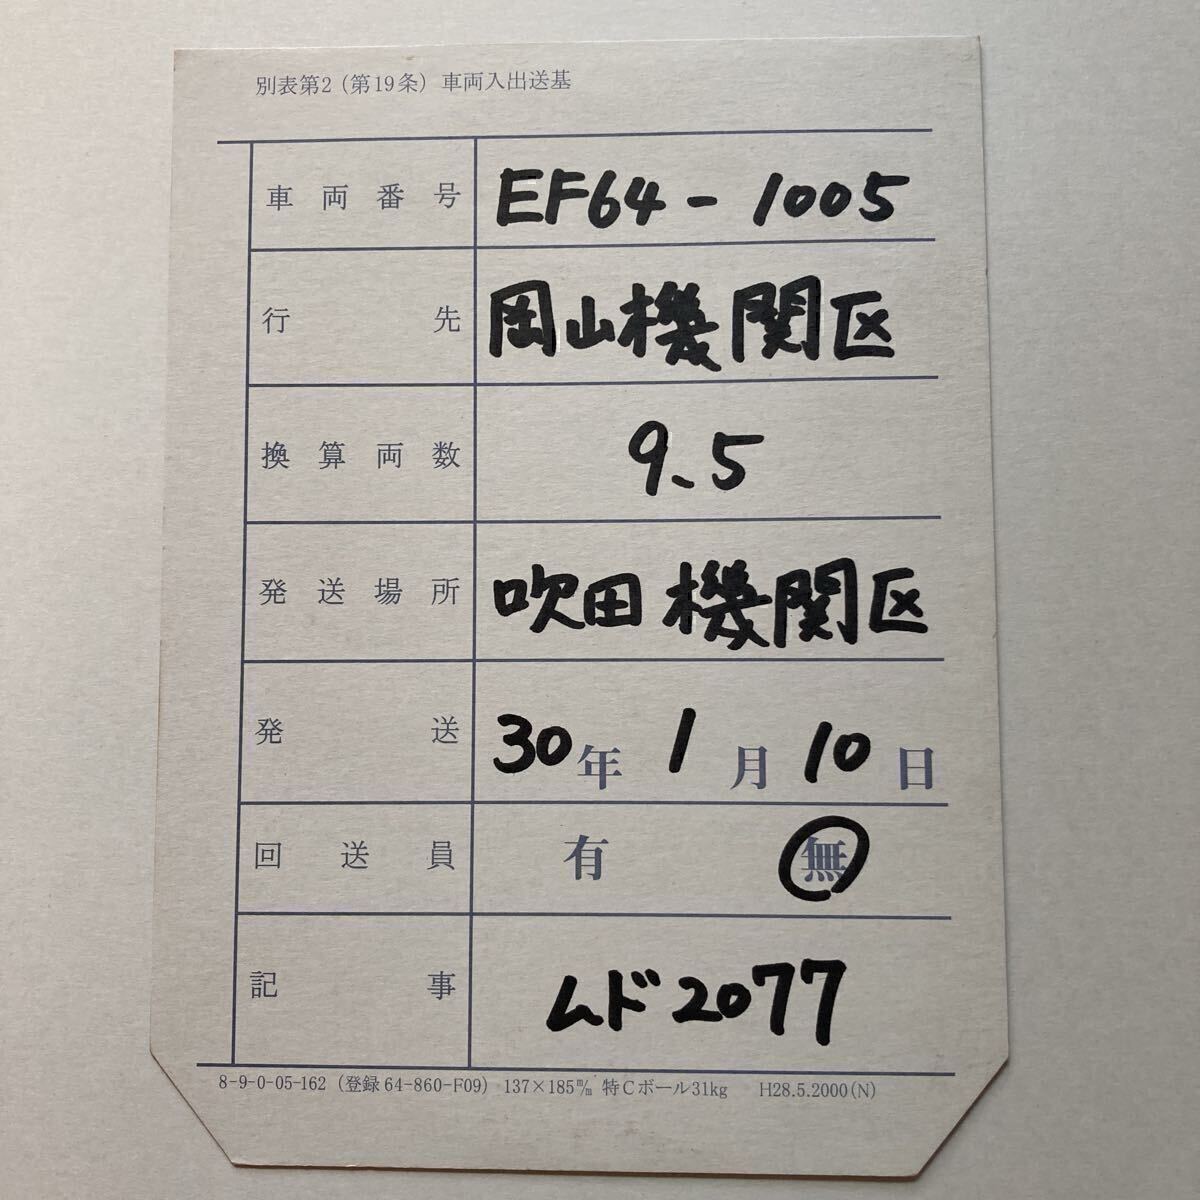 別表第2（第19条）車両入出送基
車両番号 EF64-1005
行先 岡山機関区
換算両数 9.5
発送場所 吹田機関区
発送 30年1月10日
回送員 有 無
記事 ムド2077
8-9-0-05-162（登録64-860-F09） 137×185㎜ 特Cボール31kg H28.5.2000(N)